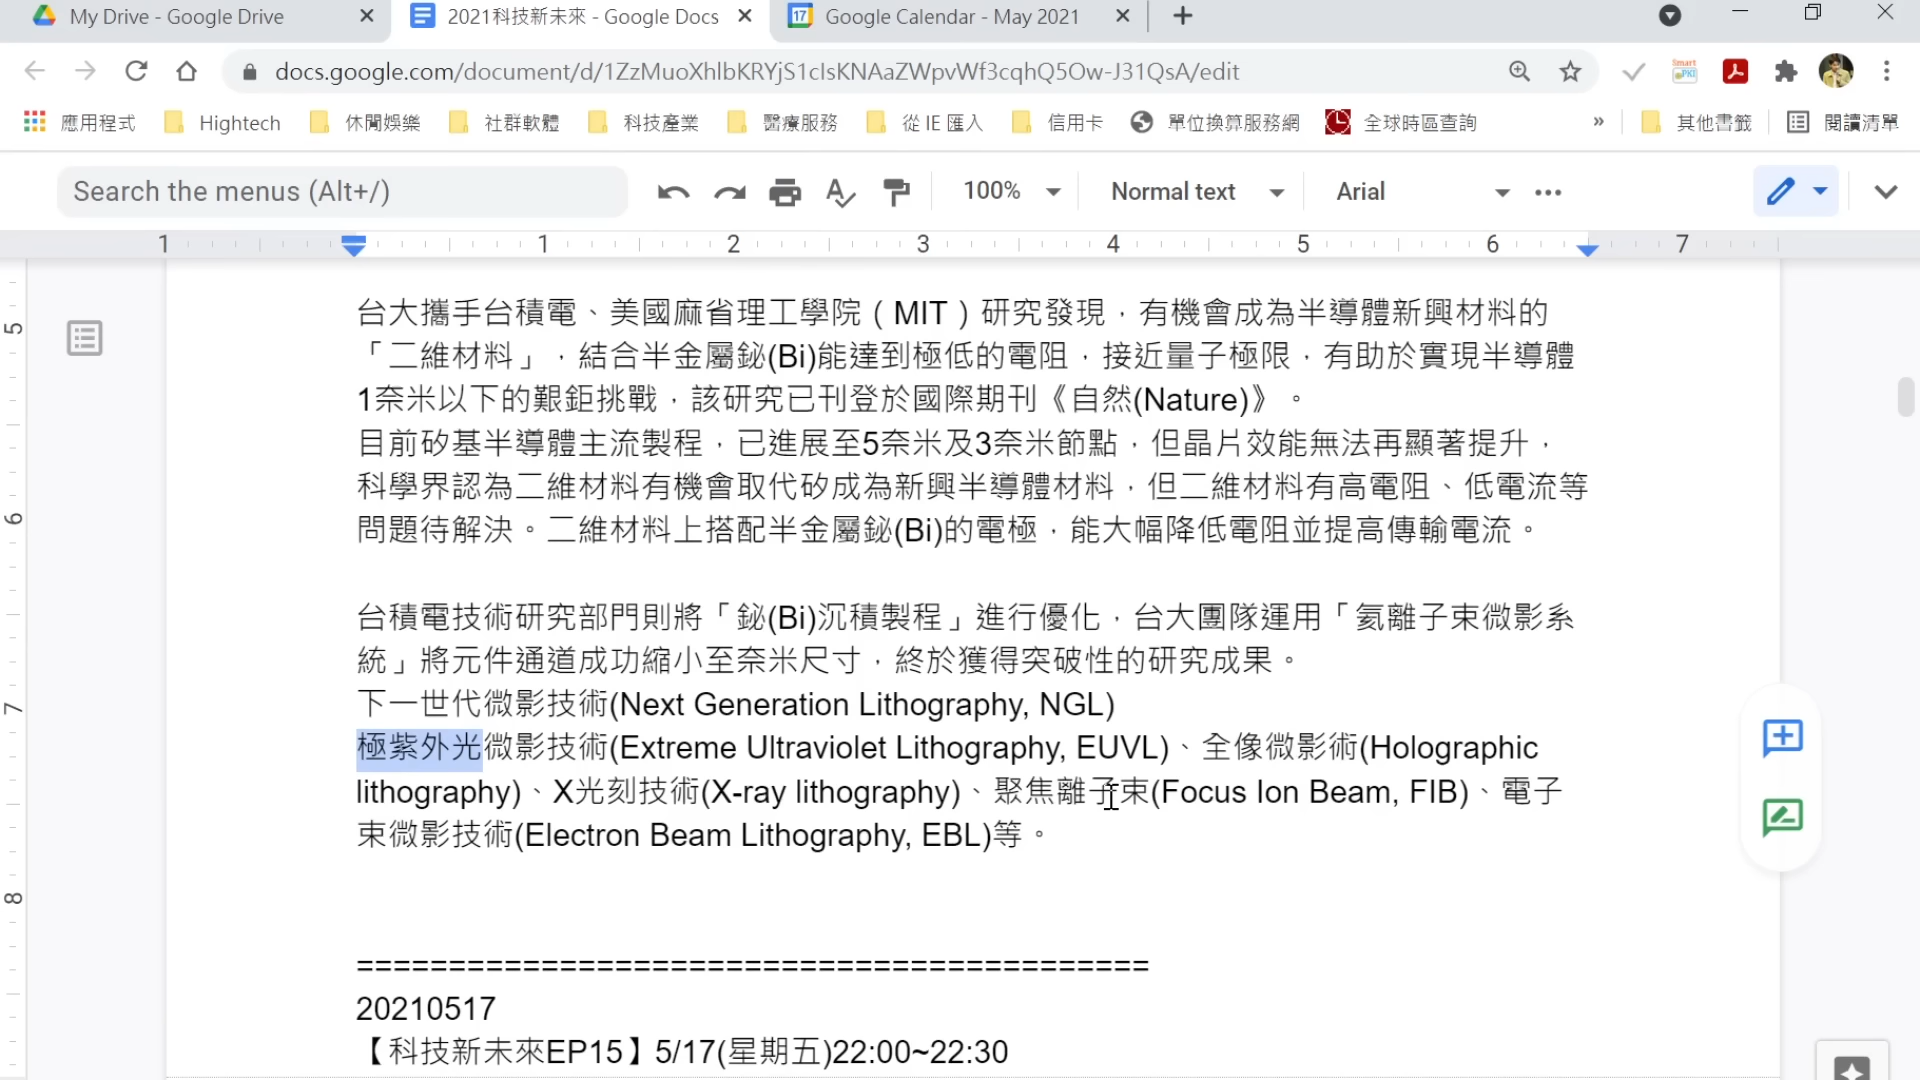 My Drive - Google Drive
2021科技新未來 - Google Docs
17
Google Calendar - May 2021
docs.google.com/document/d/1ZzMuoXhlbKRYjS1cIsKNAaZWpvWf3cqhQ5Ow-J31QsA/edit
Smart
ePKI
應用程式
Hightech
休閒娛樂
社群軟體
科技產業
醫療服務
從 IE 匯入
信用卡
單位換算服務網
全球時區查詢
»
其他書籤
閱讀清單
Search the menus (Alt+/)
100%
Normal text
Arial
1 1 2 3 4 5 6 7
5
6
7
8
台大攜手台積電、美國麻省理工學院（MIT）研究發現，有機會成為半導體新興材料的
「二維材料」，結合半金屬鉍(Bi)能達到極低的電阻，接近量子極限，有助於實現半導體
1奈米以下的艱鉅挑戰，該研究已刊登於國際期刊《自然(Nature)》。
目前矽基半導體主流製程，已進展至5奈米及3奈米節點，但晶片效能無法再顯著提升，
科學界認為二維材料有機會取代矽成為新興半導體材料，但二維材料有高電阻、低電流等
問題待解決。二維材料上搭配半金屬鉍(Bi)的電極，能大幅降低電阻並提高傳輸電流。
台積電技術研究部門則將「鉍(Bi)沉積製程」進行優化，台大團隊運用「氦離子束微影系
統」將元件通道成功縮小至奈米尺寸，終於獲得突破性的研究成果。
下一世代微影技術(Next Generation Lithography, NGL)
極紫外光微影技術(Extreme Ultraviolet Lithography, EUVL)、全像微影術(Holographic
lithography)、X光刻技術(X-ray lithography)、聚焦離子束(Focus Ion Beam, FIB)、電子
束微影技術(Electron Beam Lithography, EBL)等。
===========================================
20210517
【科技新未來EP15】5/17(星期五)22:00~22:30